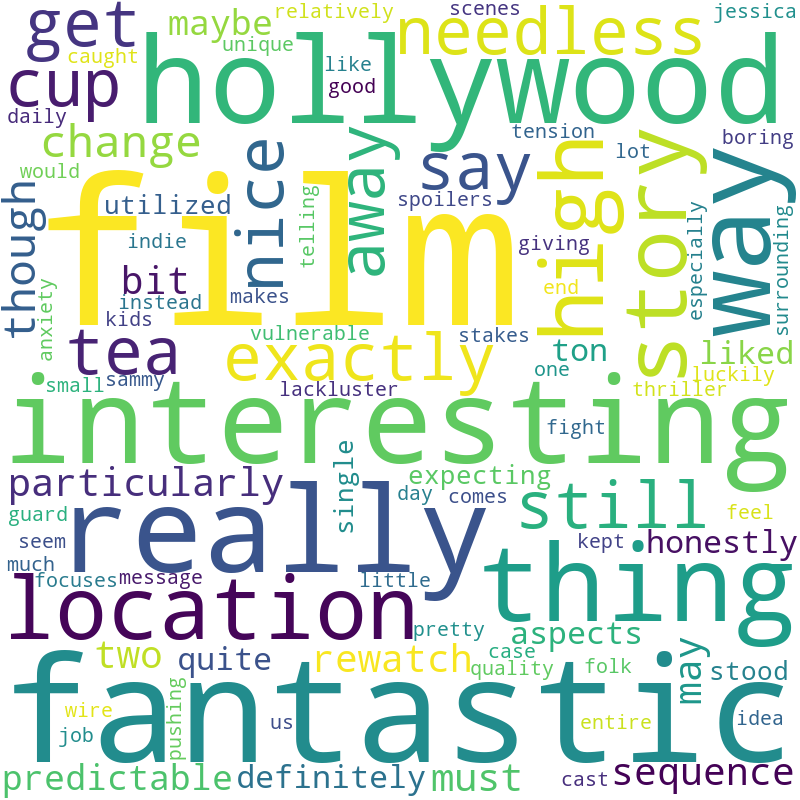 get
maybe
relatively
scenes
jessica
unique
needless
hollywood
caught
like
good
cup
daily
tension
boring
change
would
nice
away
say
lot
high
story
way
film
though
utilized
telling
spoilers
especially
surrounding
indie
giving
bit
instead
makes
end
anxiety
kids
vulnerable
stakes
tea
exactly
one
ton
liked
luckily
small
sammy
lackluster
thriller
interesting
fight
single
particularly
expecting
day
comes
still
feel
guard
really
seem
kept
honestly
much
focuses
message
little
thing
location
pretty
aspects
two
quite
rewatch
case
quality
folk
may
stood
fantastic
pushing
wire
us
entire
idea
job
predictable
definitely
must
cast
sequence